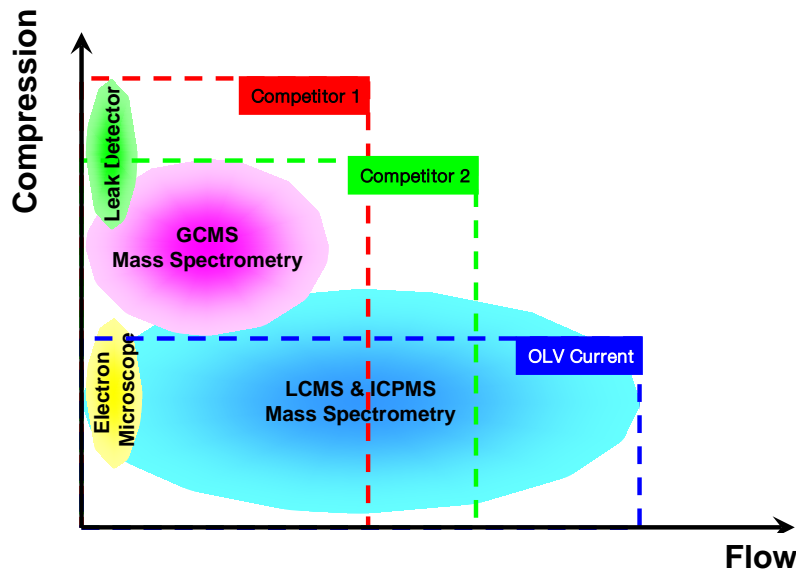 Compression
Competitor 1
Leak Detector
Competitor 2
GCMS
Mass Spectrometry
OLV Current
Electron
Microscope
LCMS & ICPMS
Mass Spectrometry
Flow